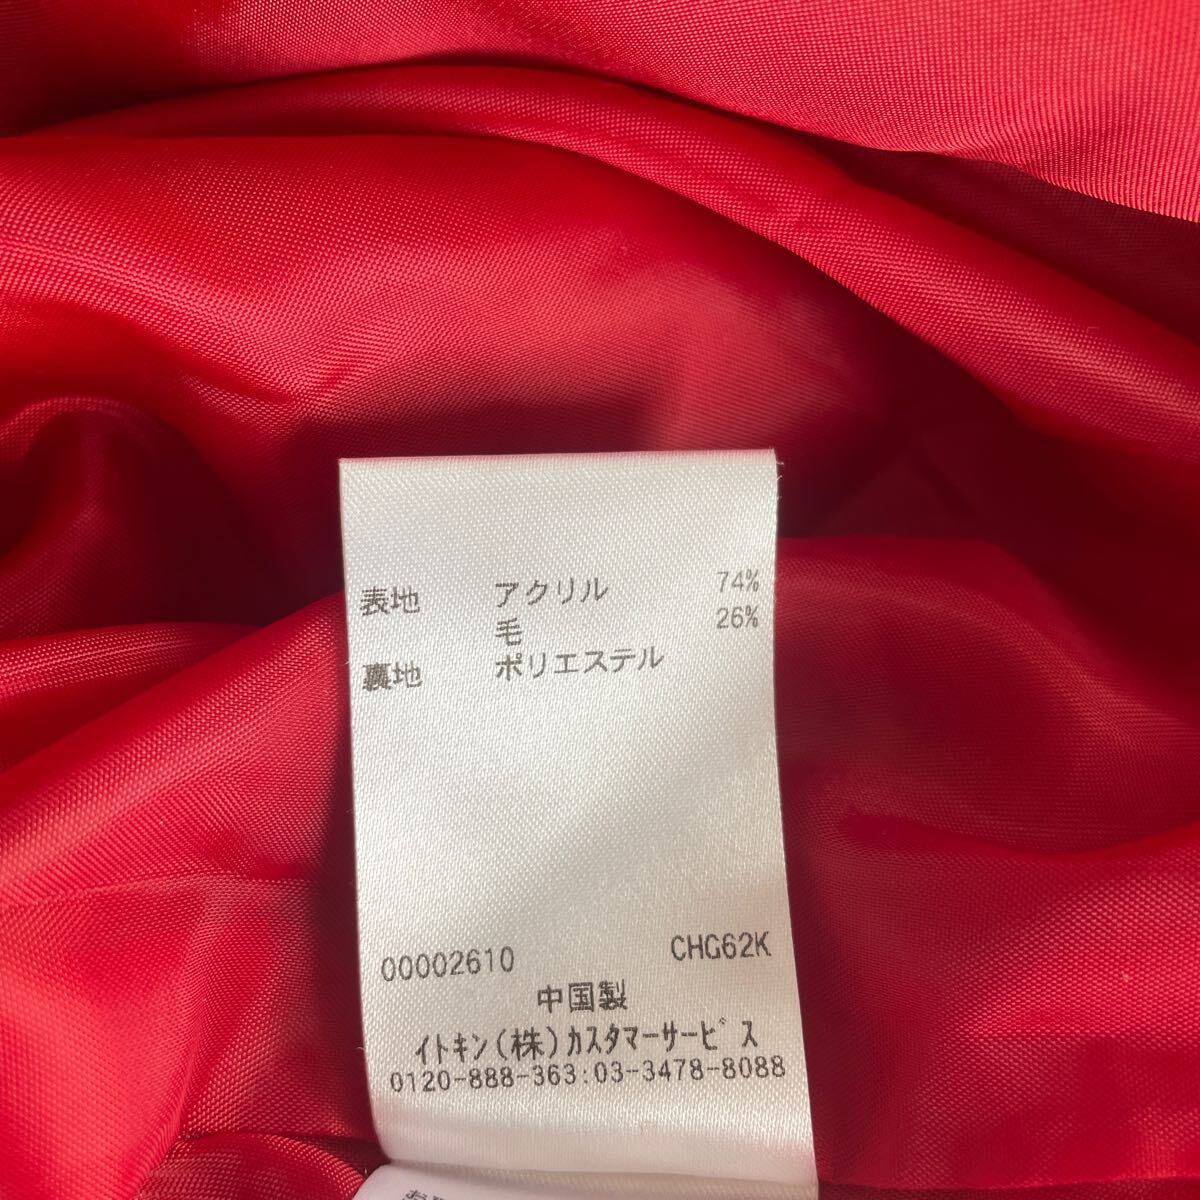 表地 アクリル 74%
毛 26%
裏地 ポリエステル
00002610 CHG62K
中国製
イトキン(株)カスタマーサービス
0120-888-363:03-3478-8088